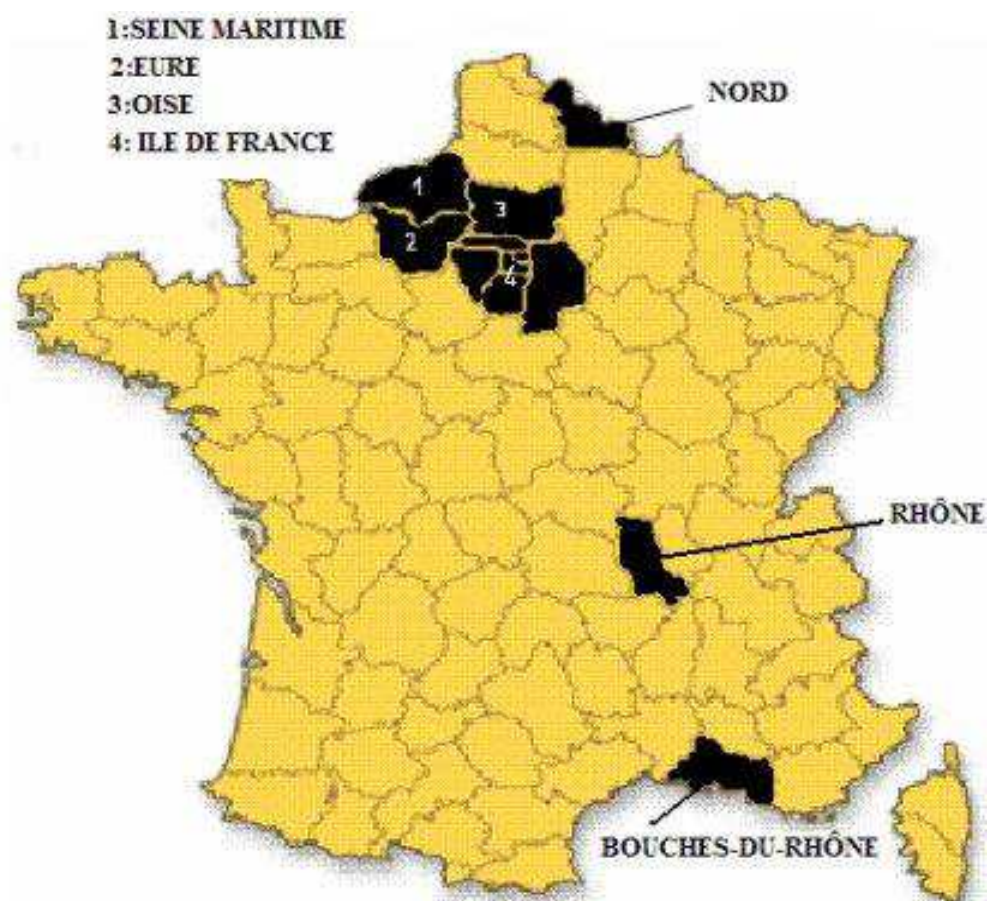 1:SEINE MARITIME
2:EURE
3:OISE
4: ILE DE FRANCE
NORD
1
3
2
4
RHÔNE
BOUCHES-DU-RHÔNE